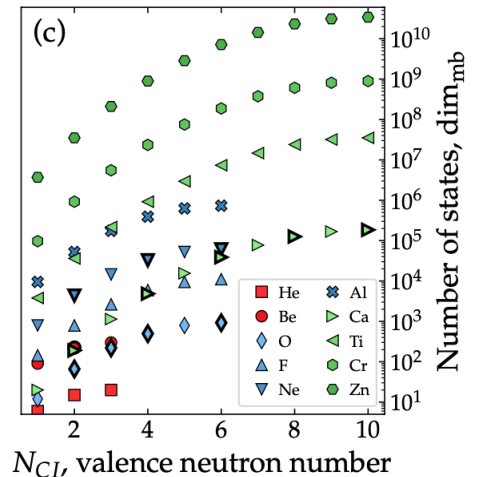 (c)
10^10
10^9
10^8
10^7
10^6
10^5
10^4
10^3
10^2
10^1
Number of states, dim_mb
He
Be
O
F
Ne
Al
Ca
Ti
Cr
Zn
2 4 6 8 10
N_CI, valence neutron number